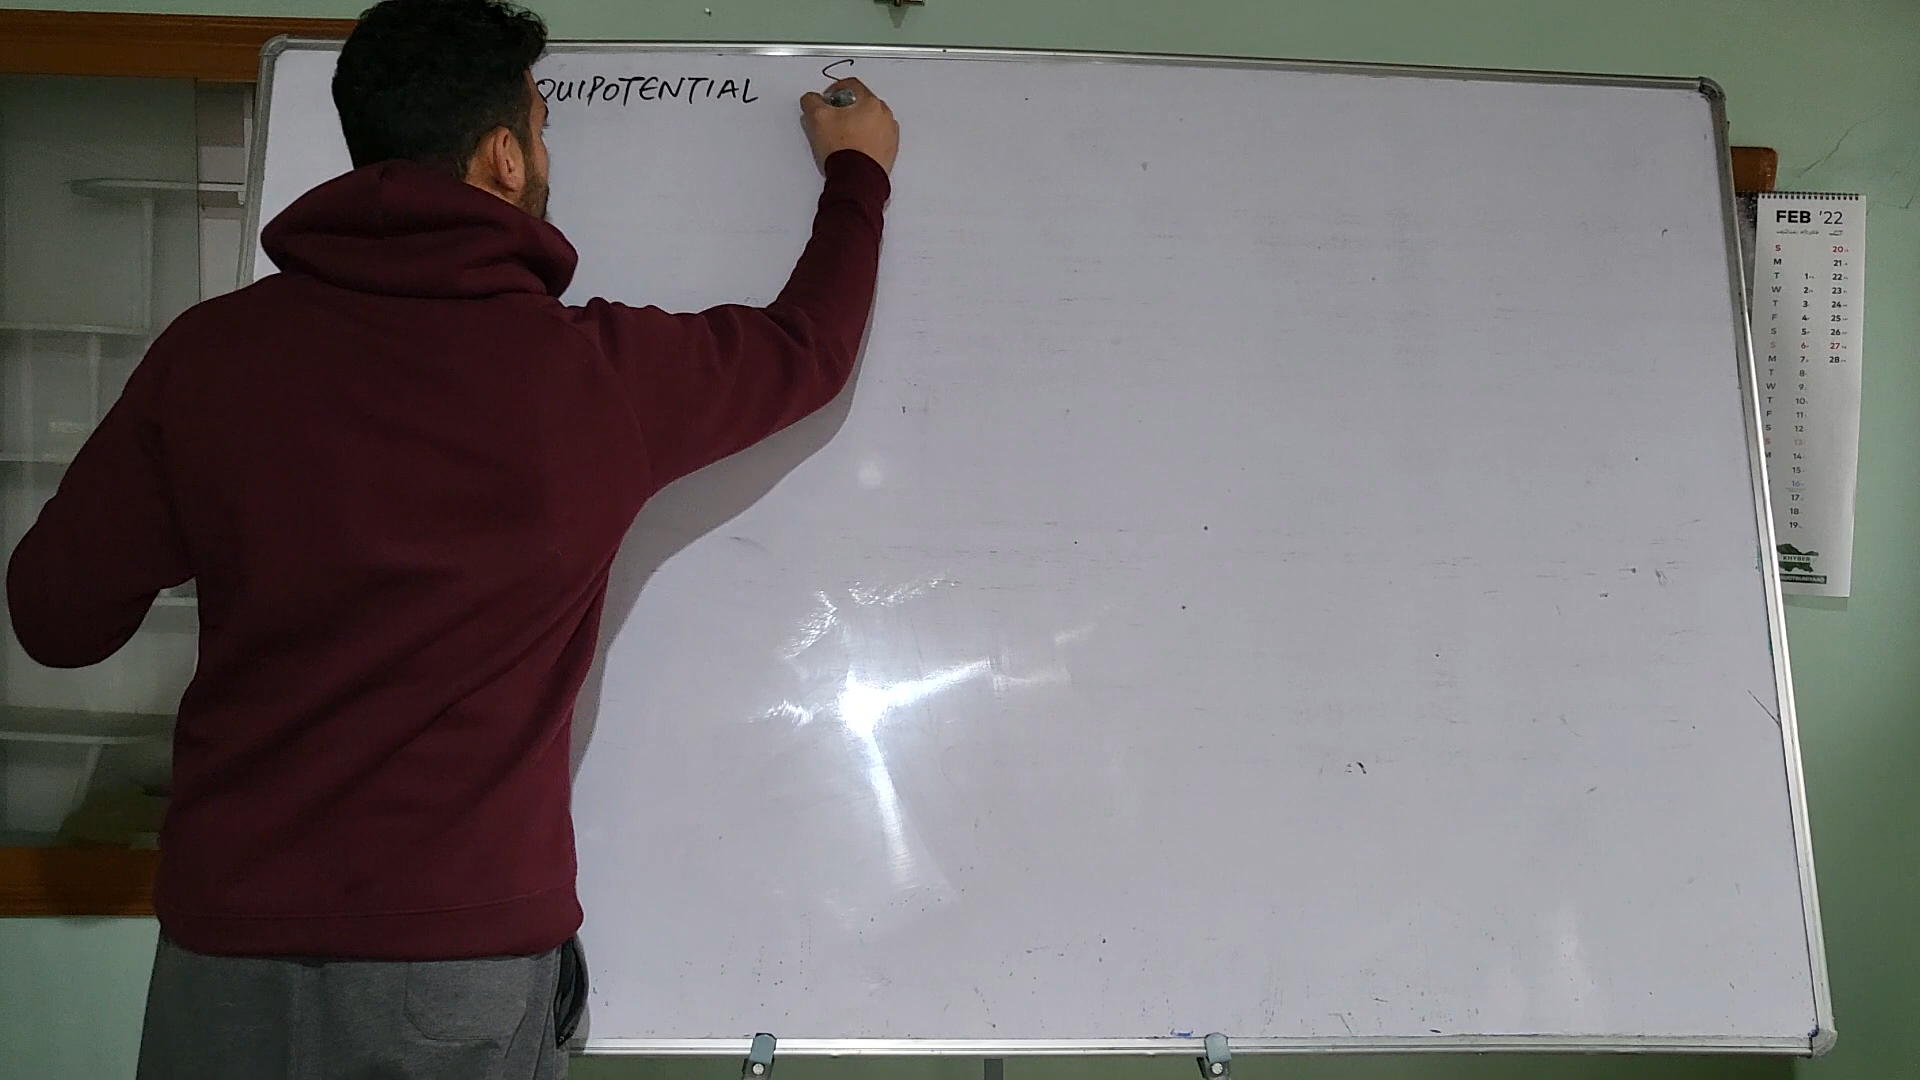 QUIPOTENTIAL S
FEB '22
S 20
M 21
T 1 22
W 2 23
T 3 24
F 4 25
S 5 26
S 6 27
M 7 28
T 8
W 9
T 10
F 11
S 12
S 13
M 14
15
16
17
18
19
KHYBER